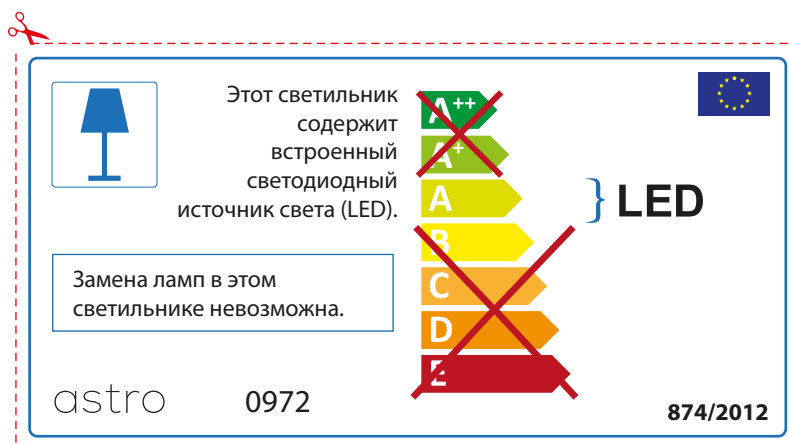 Этот светильник
содержит
встроенный
светодиодный
источник света (LED).
Замена ламп в этом
светильнике невозможна.
A++
A+
A
B
C
D
E
LED
astro
0972
874/2012